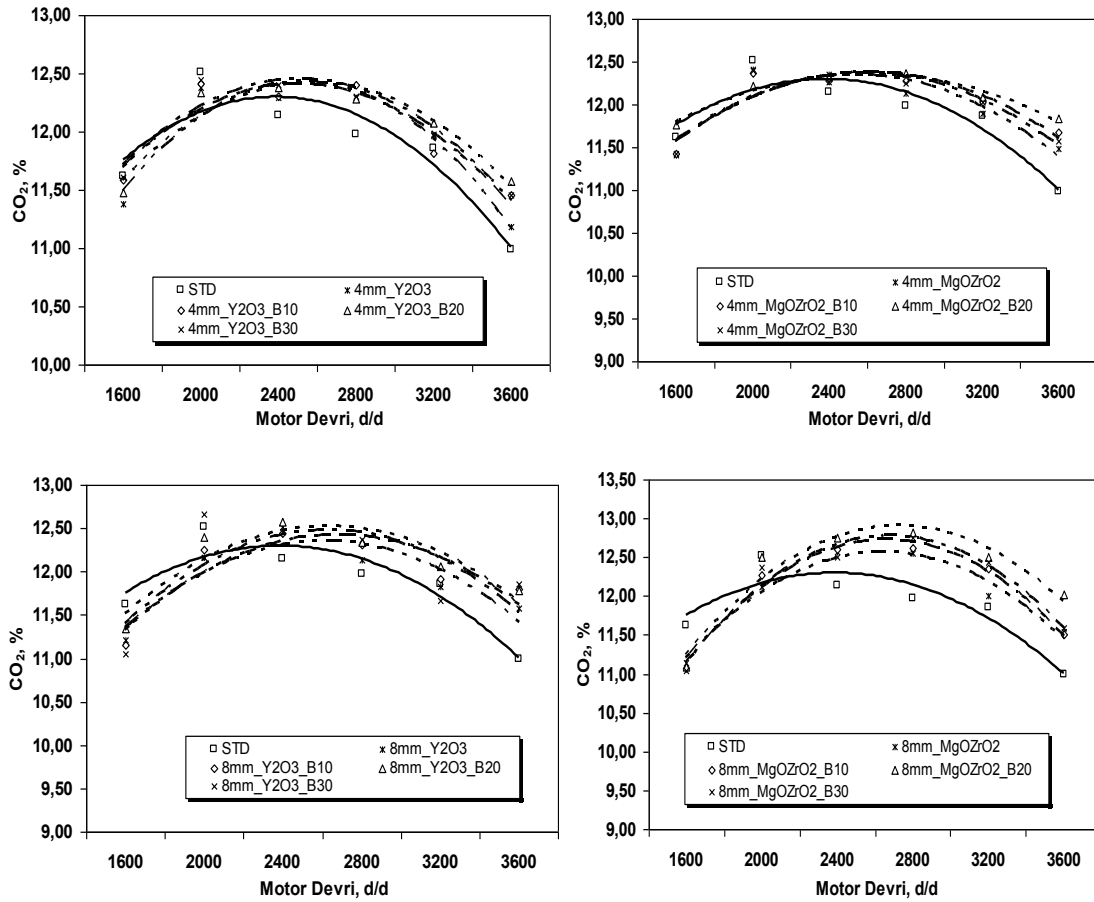 13,00
12,50
12,00
11,50
11,00
10,50
10,00
CO₂, %
STD 4mm_Y2O3
4mm_Y2O3_B10 4mm_Y2O3_B20
4mm_Y2O3_B30
1600 2000 2400 2800 3200 3600
Motor Devri, d/d
13,00
12,50
12,00
11,50
11,00
10,50
10,00
9,50
9,00
CO₂, %
STD 4mm_MgOZrO2
4mm_MgOZrO2_B10 4mm_MgOZrO2_B20
4mm_MgOZrO2_B30
1600 2000 2400 2800 3200 3600
Motor Devri, d/d
13,00
12,50
12,00
11,50
11,00
10,50
10,00
9,50
9,00
CO₂, %
STD 8mm_Y2O3
8mm_Y2O3_B10 8mm_Y2O3_B20
8mm_Y2O3_B30
1600 2000 2400 2800 3200 3600
Motor Devri, d/d
13,50
13,00
12,50
12,00
11,50
11,00
10,50
10,00
9,50
9,00
CO₂, %
STD 8mm_MgOZrO2
8mm_MgOZrO2_B10 8mm_MgOZrO2_B20
8mm_MgOZrO2_B30
1600 2000 2400 2800 3200 3600
Motor Devri, d/d